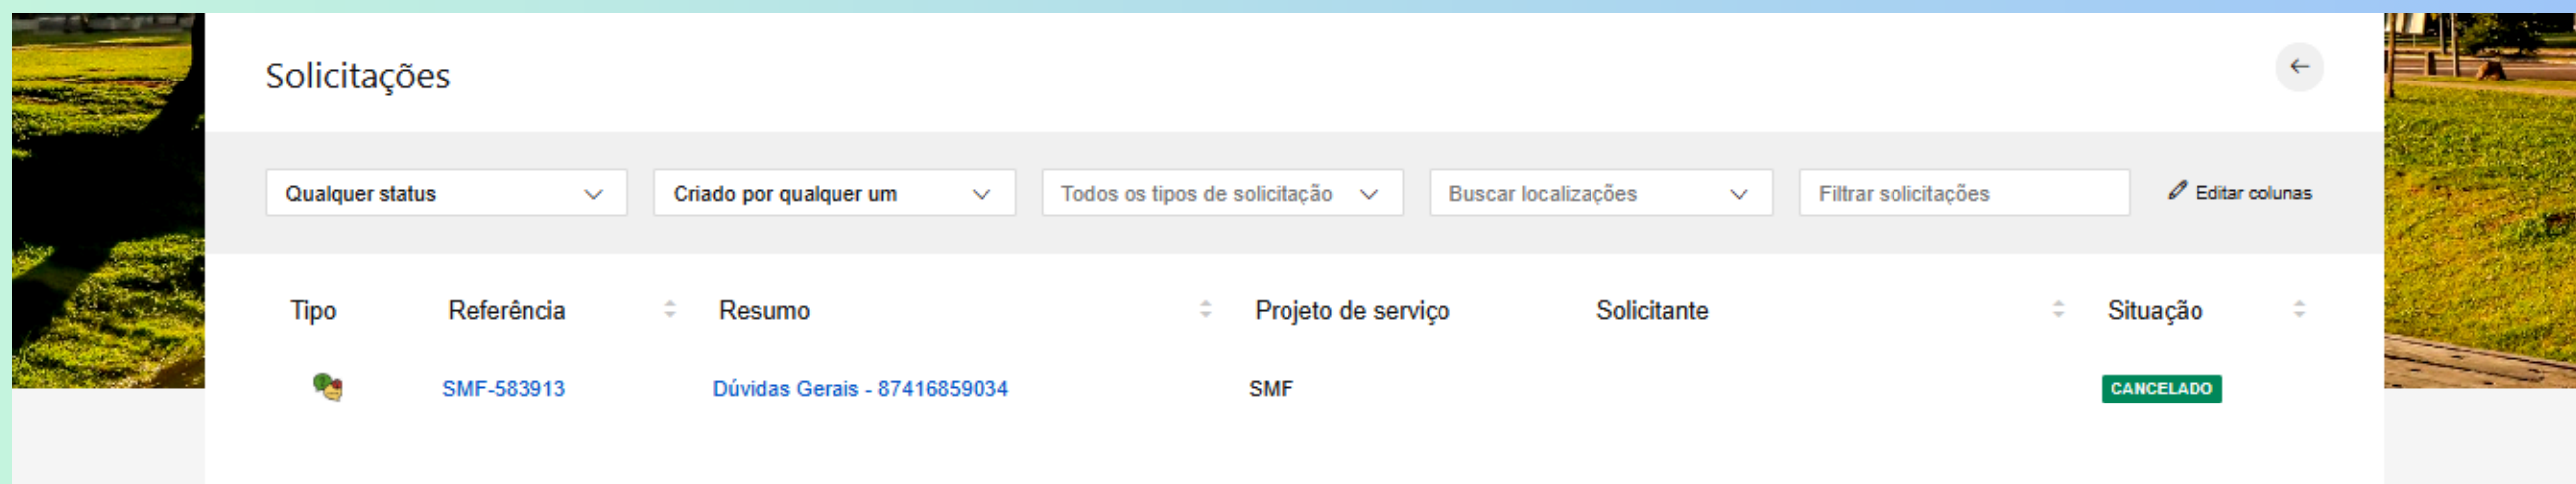 Solicitações
Qualquer status
Criado por qualquer um
Todos os tipos de solicitação
Buscar localizações
Filtrar solicitações
Editar colunas
Tipo Referência Resumo Projeto de serviço Solicitante Situação
SMF-583913 Dúvidas Gerais - 87416859034 SMF CANCELADO